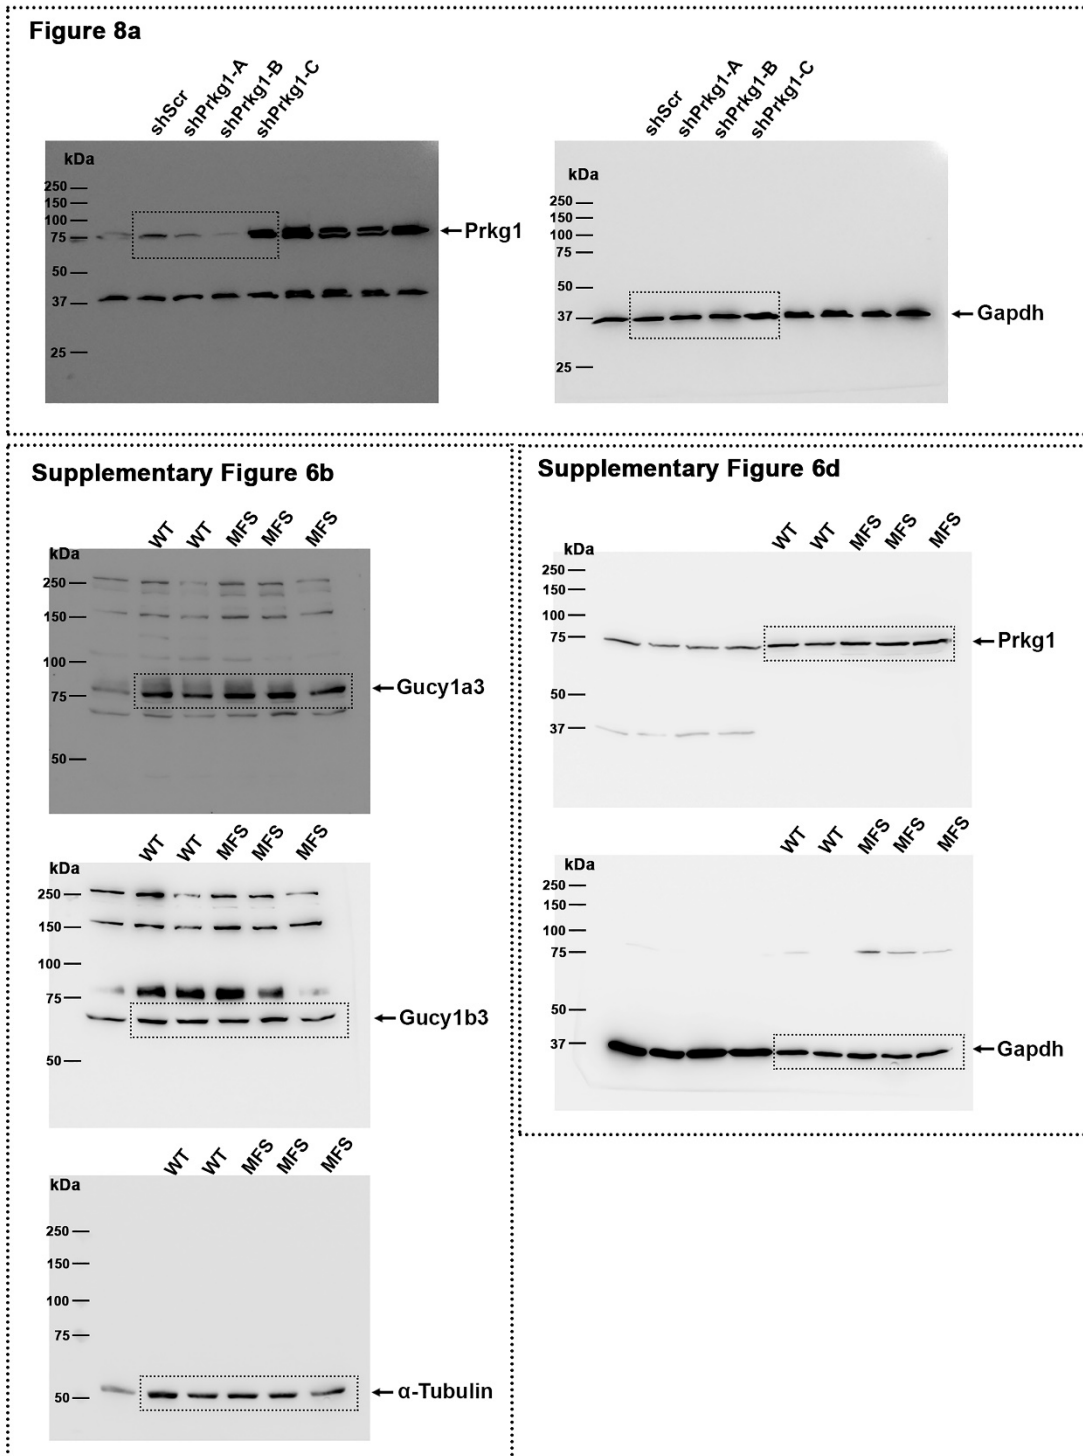 Figure 8a
shScr
shPrkg1-A
shPrkg1-B
shPrkg1-C
kDa
250
150
100
75
50
37
25
Prkg1
shScr
shPrkg1-A
shPrkg1-B
shPrkg1-C
kDa
250
150
100
75
50
37
25
Gapdh
Supplementary Figure 6b
WT
WT
MFS
MFS
MFS
kDa
250
150
100
75
50
Gucy1a3
WT
WT
MFS
MFS
MFS
kDa
250
150
100
75
50
Gucy1b3
WT
WT
MFS
MFS
MFS
kDa
250
150
100
75
50
α-Tubulin
Supplementary Figure 6d
WT
WT
MFS
MFS
MFS
kDa
250
150
100
75
50
37
Prkg1
WT
WT
MFS
MFS
MFS
kDa
250
150
100
75
50
37
Gapdh